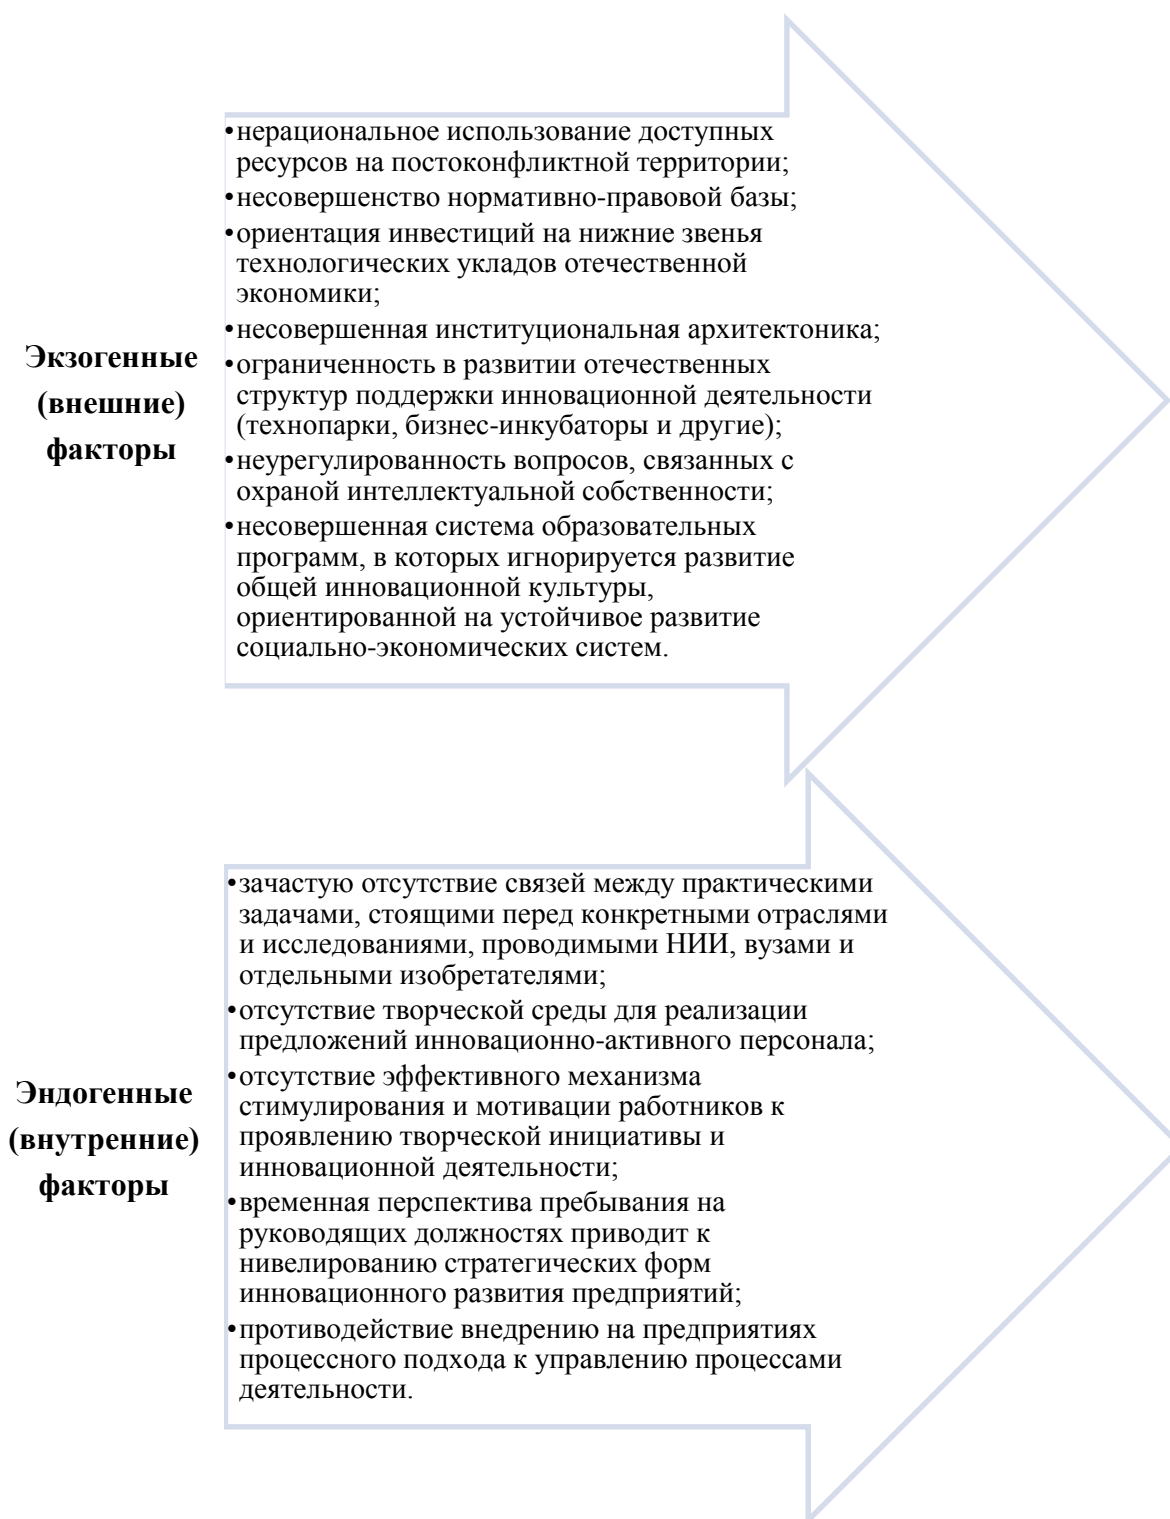 Экзогенные
(внешние)
факторы
•нерациональное использование доступных
ресурсов на постоконфликтной территории;
•несовершенство нормативно-правовой базы;
•ориентация инвестиций на нижние звенья
технологических укладов отечественной
экономики;
•несовершенная институциональная архитектоника;
•ограниченность в развитии отечественных
структур поддержки инновационной деятельности
(технопарки, бизнес-инкубаторы и другие);
•неурегулированность вопросов, связанных с
охраной интеллектуальной собственности;
•несовершенная система образовательных
программ, в которых игнорируется развитие
общей инновационной культуры,
ориентированной на устойчивое развитие
социально-экономических систем.
Эндогенные
(внутренние)
факторы
•зачастую отсутствие связей между практическими
задачами, стоящими перед конкретными отраслями
и исследованиями, проводимыми НИИ, вузами и
отдельными изобретателями;
•отсутствие творческой среды для реализации
предложений инновационно-активного персонала;
•отсутствие эффективного механизма
стимулирования и мотивации работников к
проявлению творческой инициативы и
инновационной деятельности;
•временная перспектива пребывания на
руководящих должностях приводит к
нивелированию стратегических форм
инновационного развития предприятий;
•противодействие внедрению на предприятиях
процессного подхода к управлению процессами
деятельности.